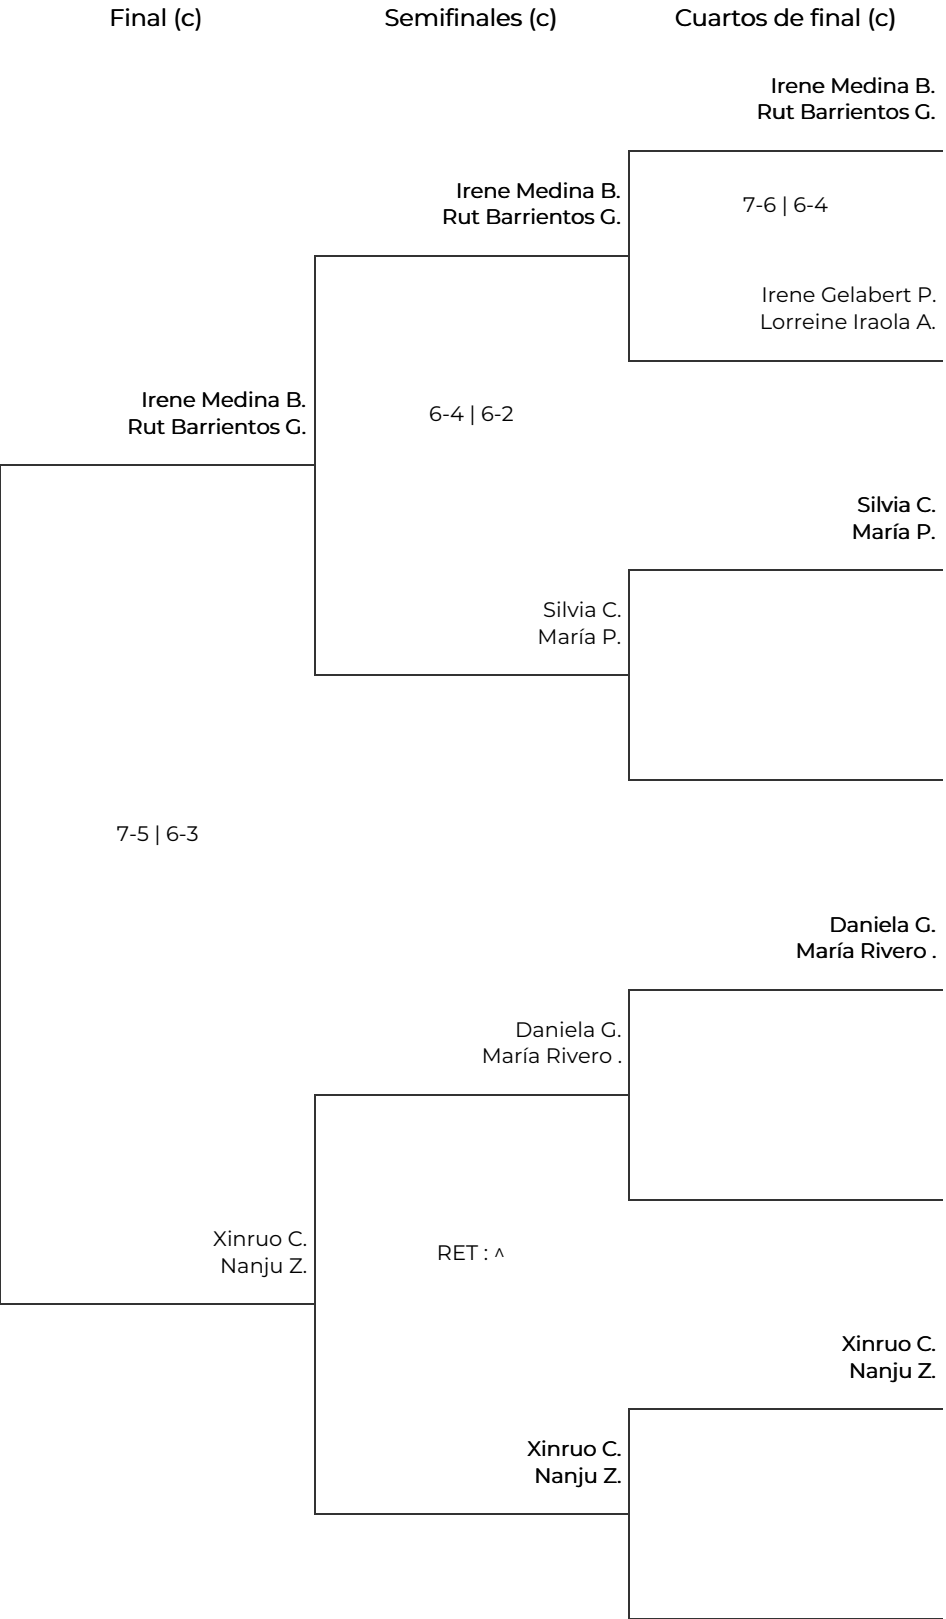 Final (c)
Semifinales (c)
Cuartos de final (c)
Irene Medina B.
Rut Barrientos G.
Irene Medina B.
Rut Barrientos G.
7-6 | 6-4
Irene Gelabert P.
Lorreine Iraola A.
Irene Medina B.
Rut Barrientos G.
6-4 | 6-2
Silvia C.
María P.
Silvia C.
María P.
7-5 | 6-3
Daniela G.
María Rivero .
Daniela G.
María Rivero .
Xinruo C.
Nanju Z.
RET : ^
Xinruo C.
Nanju Z.
Xinruo C.
Nanju Z.